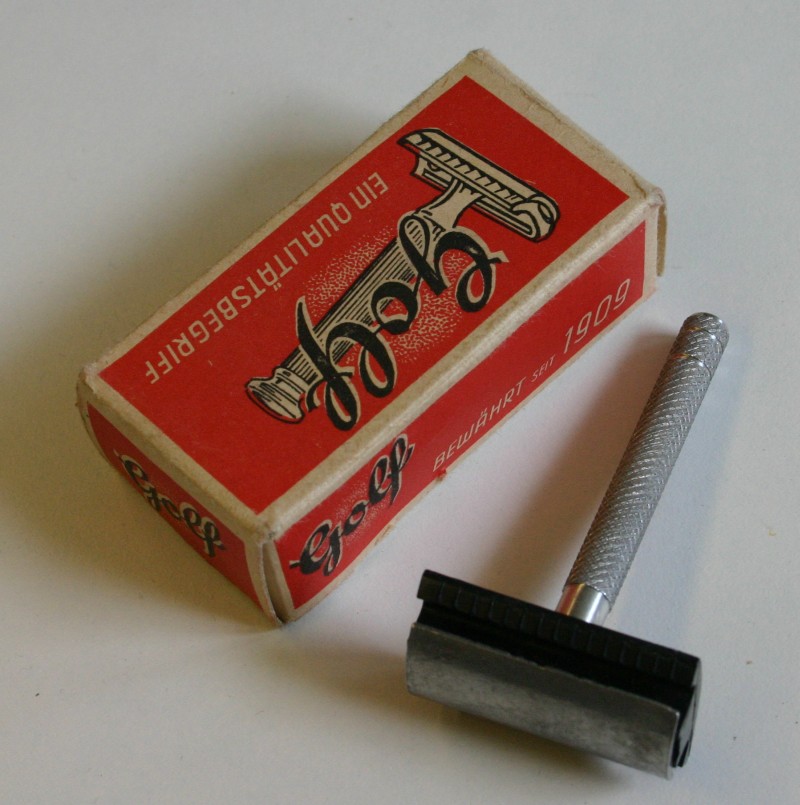 EIN QUALITÄTSBEGRIFF
Golf
Golf
BEWÄHRT SEIT 1909
Golf